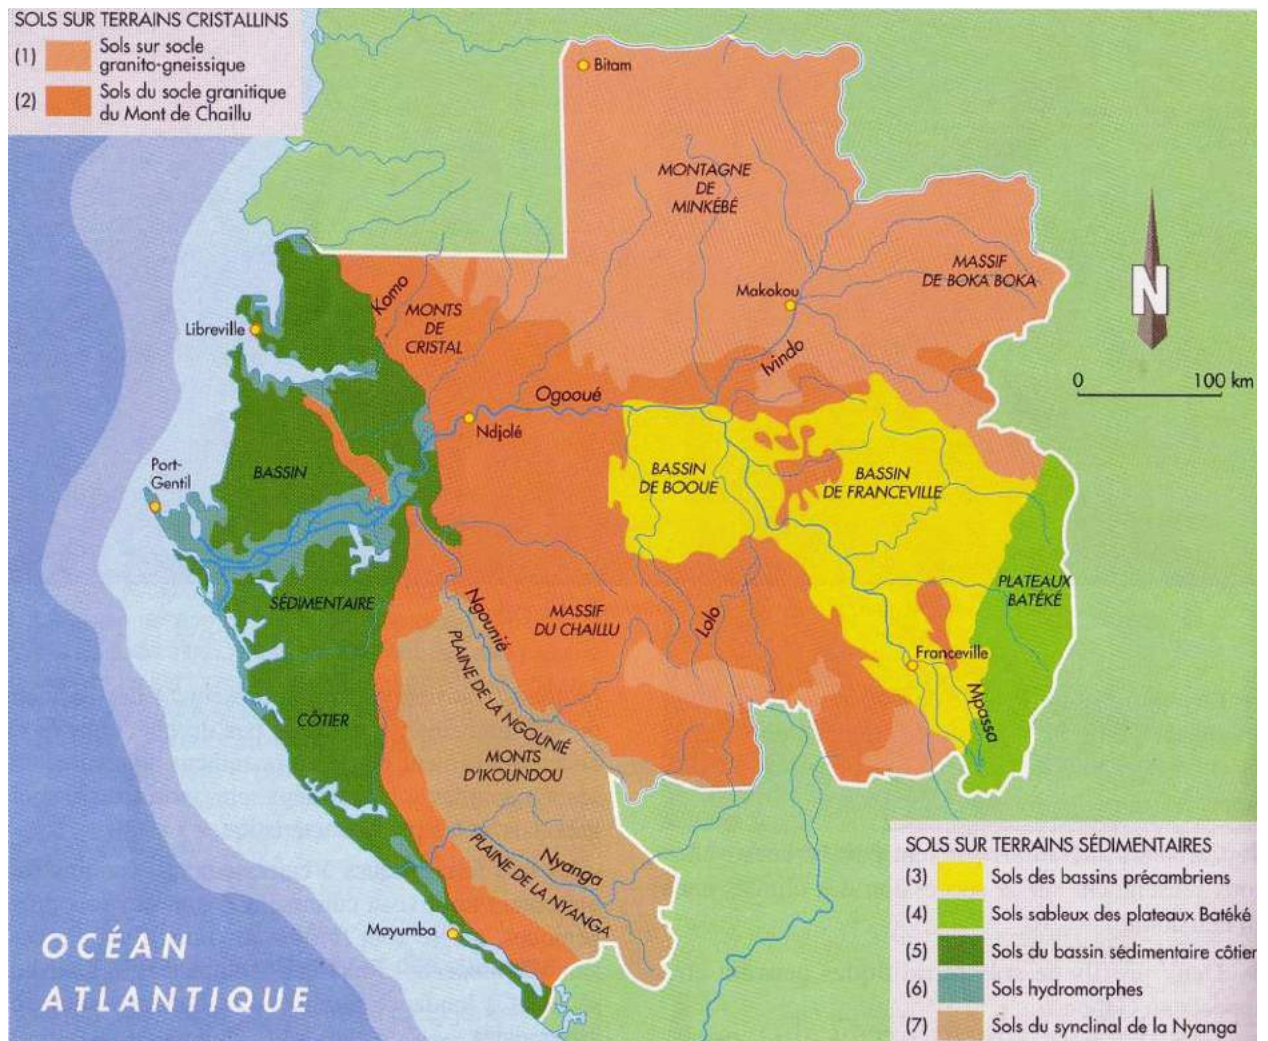 SOLS SUR TERRAINS CRISTALLINS
(1) Sols sur socle
granito-gneissique
(2) Sols du socle granitique
du Mont de Chaillu
Bitam
MONTAGNE
DE
MINKÉBÉ
MASSIF
DE BOKA BOKA
Makokou
N
Komo
MONTS
DE
CRISTAL
Libreville
Ivindo
0 100 km
Ogooué
Ndjolé
Port-
Gentil
BASSIN
BASSIN
DE BOOUE
BASSIN
DE FRANCEVILLE
SÉDIMENTAIRE
Ngounié
MASSIF
DU CHAILLU
Lolo
PLATEAUX
BATÉKÉ
Franceville
Mpassa
CÔTIER
PLAINE DE LA NGOUNIÉ
MONTS
D'IKOUNDOU
Nyanga
PLAINE DE LA NYANGA
Mayumba
OCÉAN
ATLANTIQUE
SOLS SUR TERRAINS SÉDIMENTAIRES
(3) Sols des bassins précambriens
(4) Sols sableux des plateaux Batéké
(5) Sols du bassin sédimentaire côtier
(6) Sols hydromorphes
(7) Sols du synclinal de la Nyanga